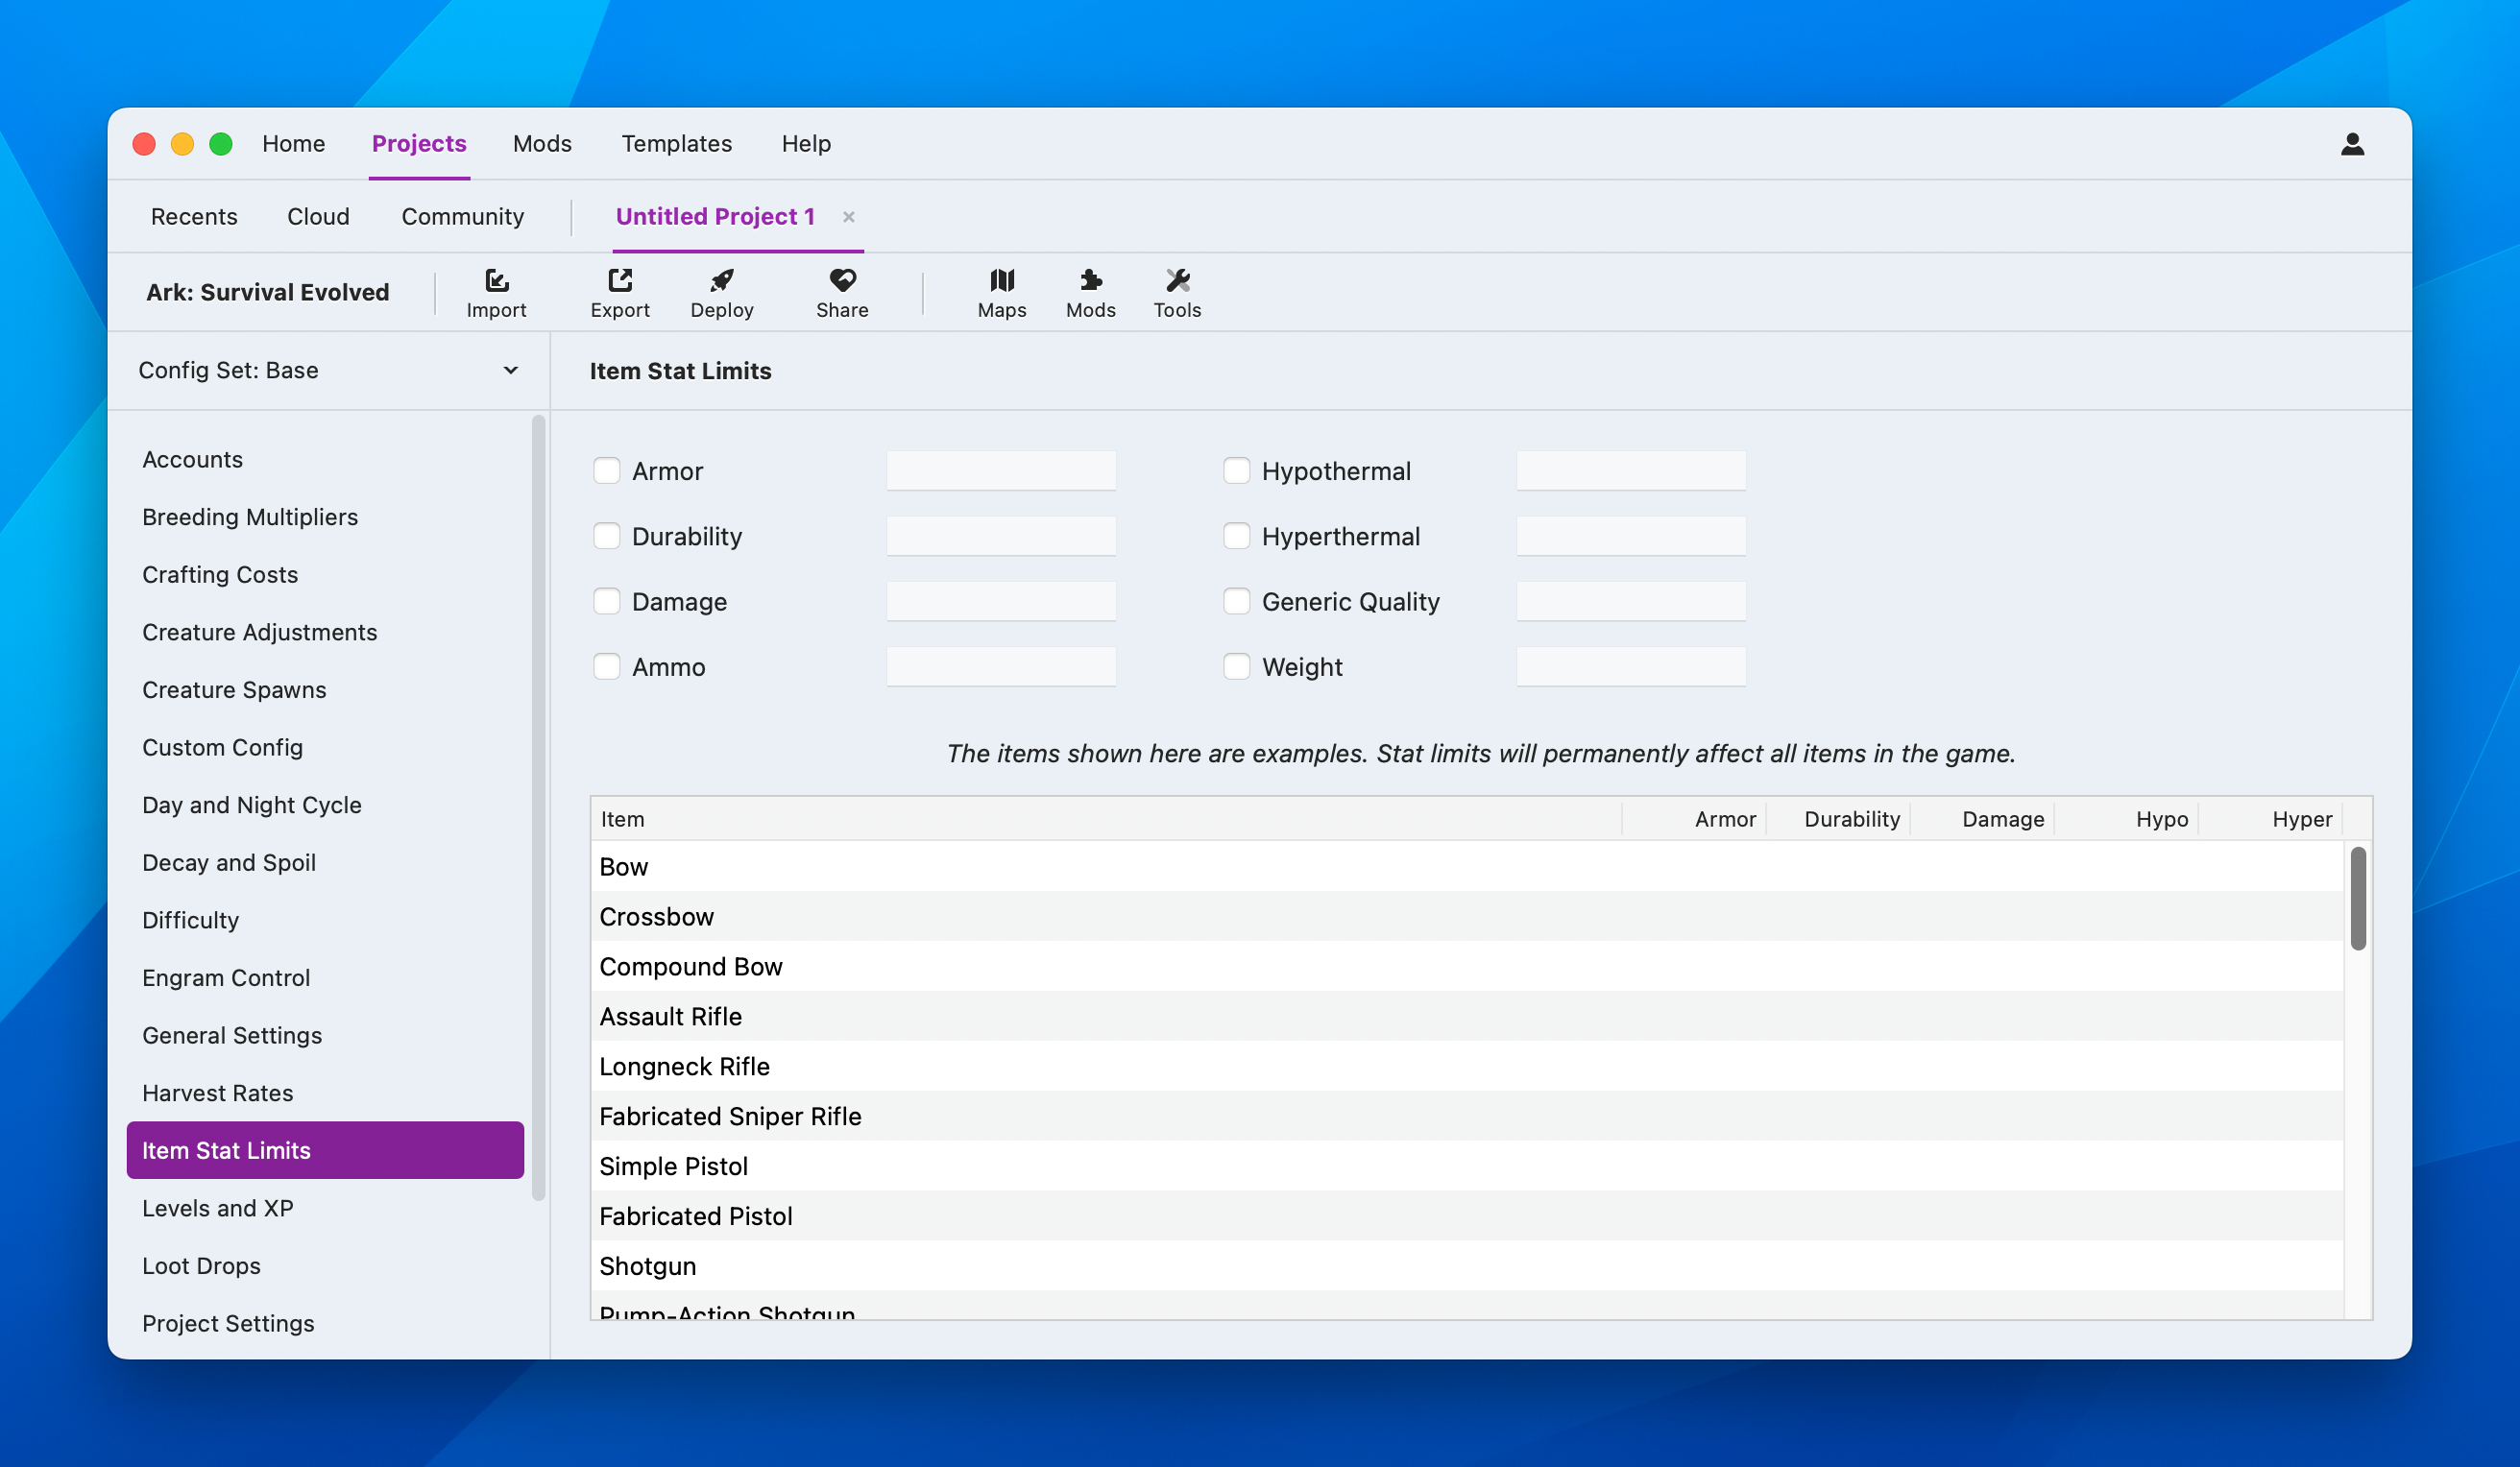 Home Projects Mods Templates Help
Recents Cloud Community Untitled Project 1 ×
Ark: Survival Evolved Import Export Deploy Share Maps Mods Tools
Config Set: Base
Item Stat Limits
Accounts
Breeding Multipliers
Crafting Costs
Creature Adjustments
Creature Spawns
Custom Config
Day and Night Cycle
Decay and Spoil
Difficulty
Engram Control
General Settings
Harvest Rates
Item Stat Limits
Levels and XP
Loot Drops
Project Settings
Armor Hypothermal
Durability Hyperthermal
Damage Generic Quality
Ammo Weight
The items shown here are examples. Stat limits will permanently affect all items in the game.
Item Armor Durability Damage Hypo Hyper
Bow
Crossbow
Compound Bow
Assault Rifle
Longneck Rifle
Fabricated Sniper Rifle
Simple Pistol
Fabricated Pistol
Shotgun
Pump-Action Shotgun